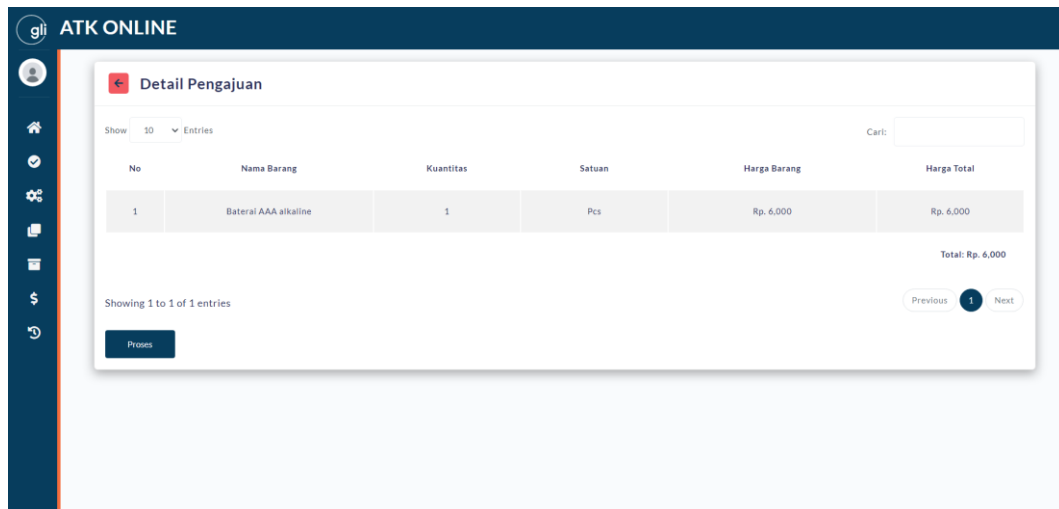 gli ATK ONLINE
Detail Pengajuan
Show 10 Entries
Cari:
No Nama Barang Kuantitas Satuan Harga Barang Harga Total
1 Baterai AAA alkaline 1 Pcs Rp. 6,000 Rp. 6,000
Total: Rp. 6,000
Showing 1 to 1 of 1 entries
Previous 1 Next
Proses